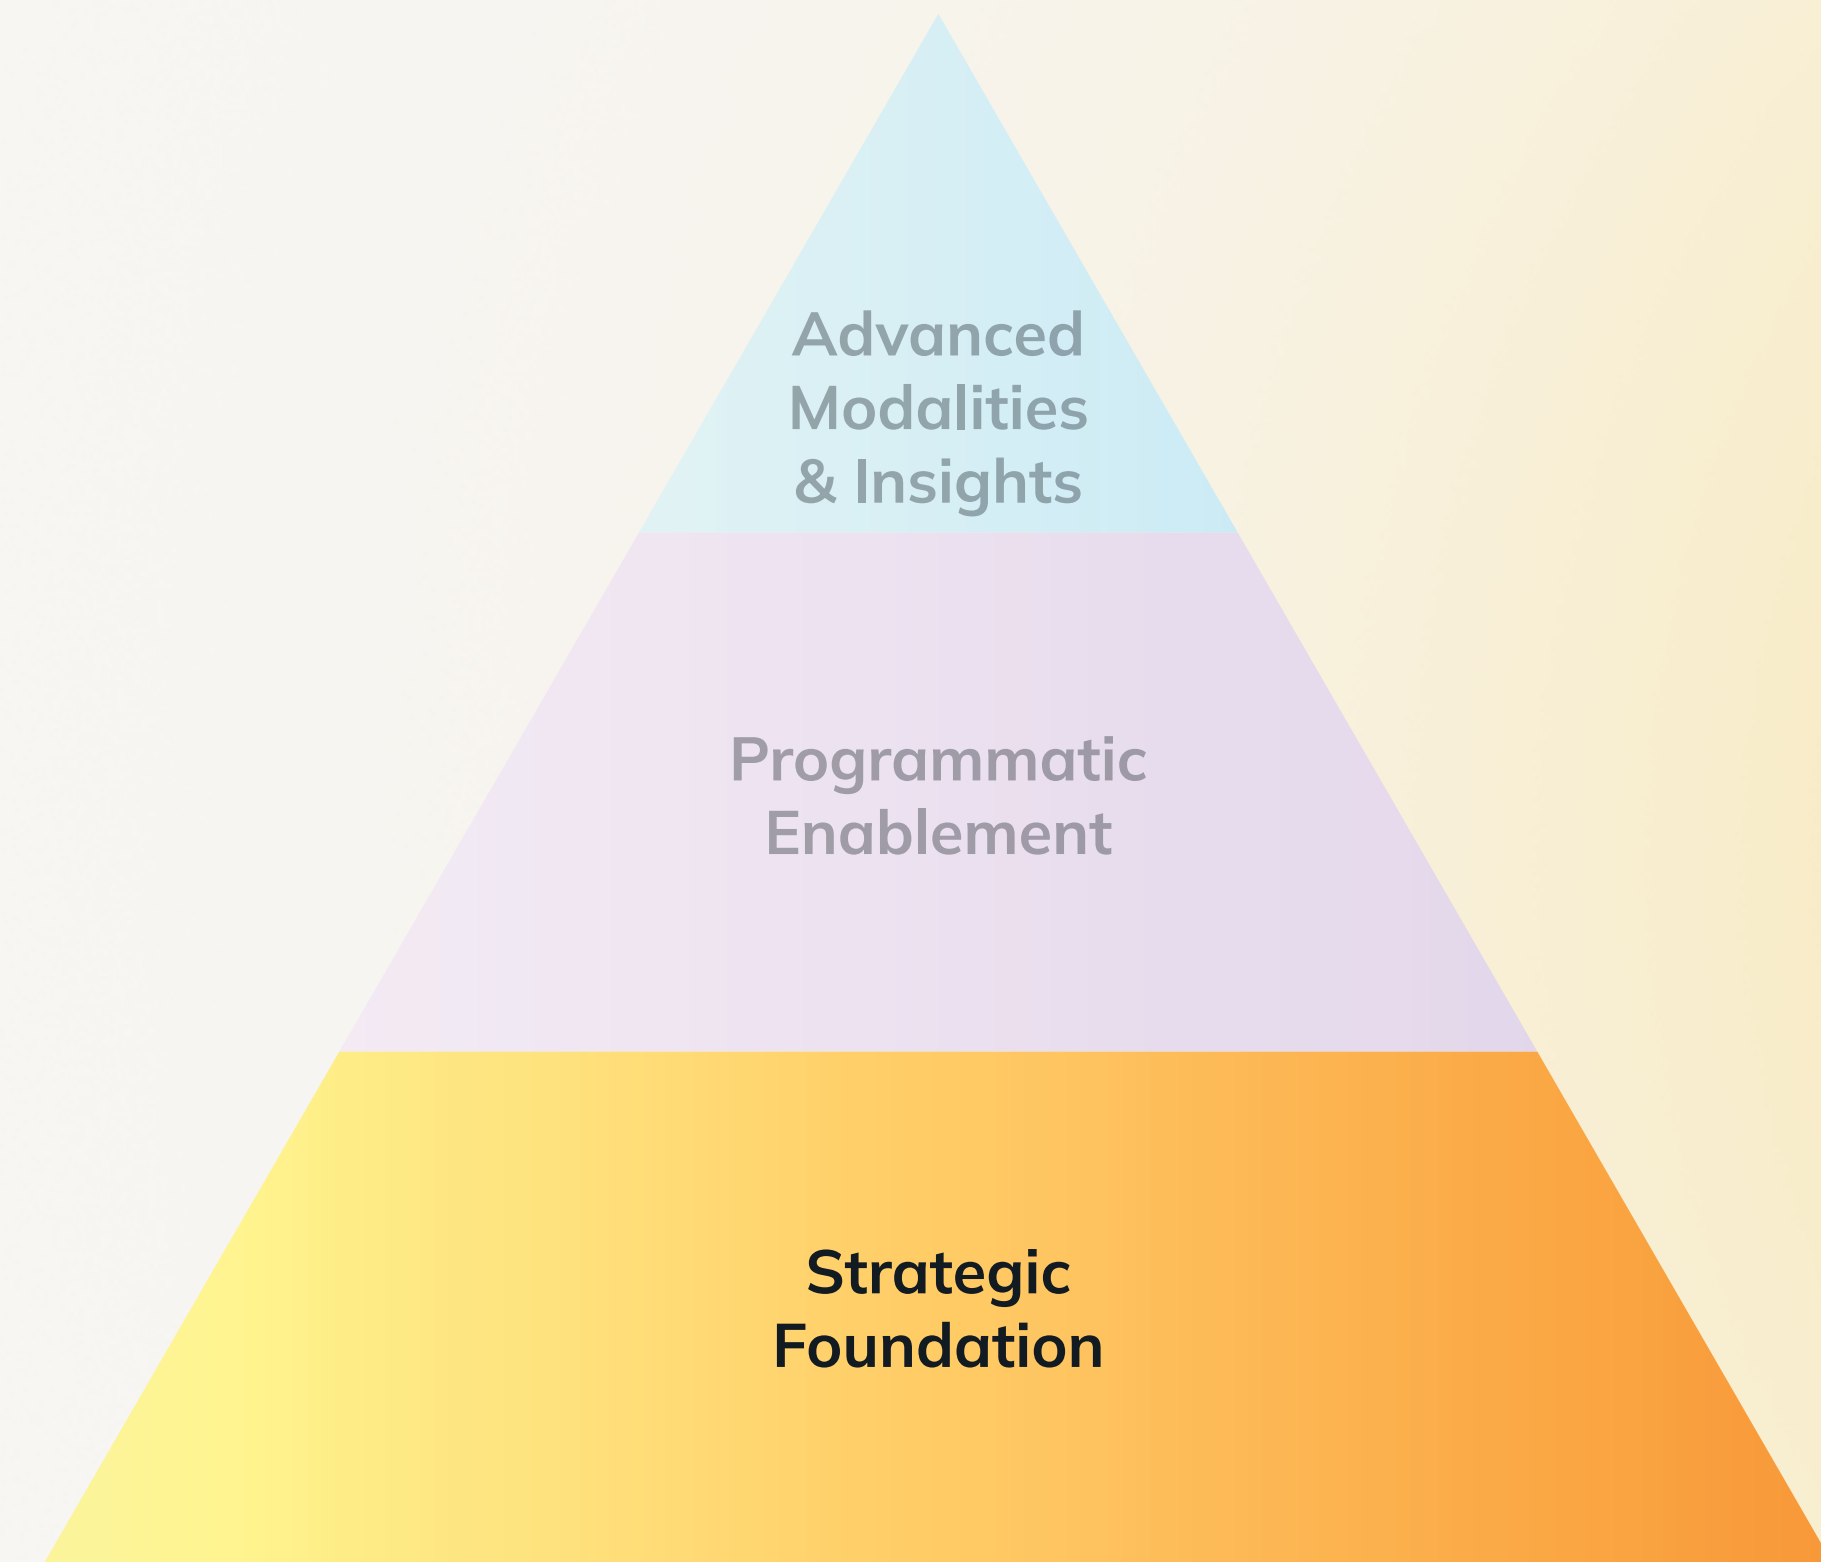 Advanced
Modalities
& Insights
Programmatic
Enablement
Strategic
Foundation